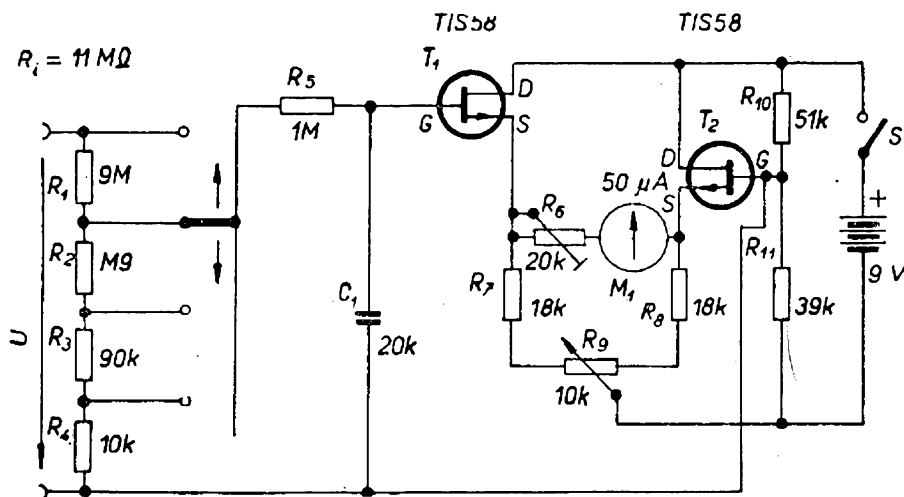 TIS58 TIS58
R₁ = 11 MΩ
T₁
D
R₅
1M
G
S
R₁₀
51k
T₂
S
D
G
50 µA
S
+
9 V
R₁
9M
R₂
M9
R₃
90k
R₄
10k
U
C₁
20k
R₆
20k
M₁
R₇
18k
R₈
18k
R₁₁
39k
R₉
10k